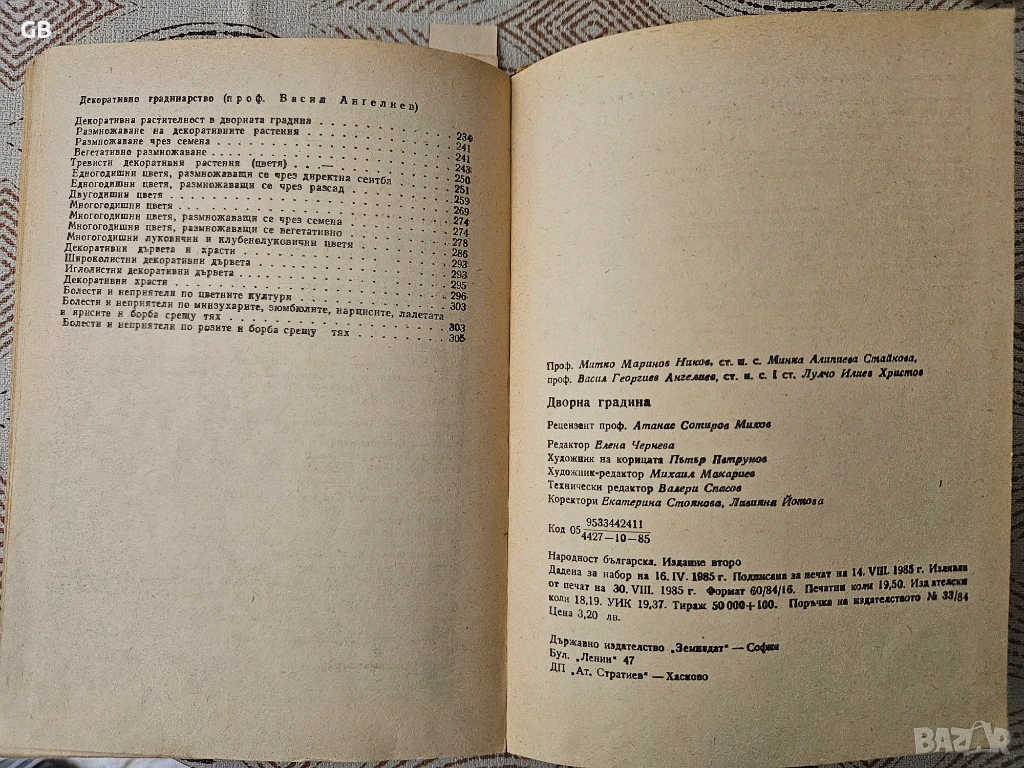 GB
Декоративно градинарство (проф. Васил Ангелиев)
Декоративна растителност в дворната градина . . . 234
Размножаване на декоративните растения . . . 241
Размножаване чрез семена . . . 241
Вегетативно размножаване . . . 243
Тревисти декоративни растения (цветя) . . . 250
Едногодишни цветя, размножаващи се чрез директна сеитба . . . 251
Едногодишни цветя, размножаващи се чрез разсад . . . 259
Двугодишни цветя . . . 269
Многогодишни цветя . . . 274
Многогодишни цветя, размножаващи се чрез семена . . . 274
Многогодишни цветя, размножаващи се вегетативно . . . 278
Многогодишни луковични и клубенолуковични цветя . . . 286
Декоративни дървета и храсти . . . 293
Широколистни декоративни дървета . . . 293
Иглолистни декоративни дървета . . . 295
Декоративни храсти . . . 296
Болести и неприятели по цветните култури . . . 303
Болести и неприятели по минзухарите, зюмбюлите, нарцисите, лалетата
и ирисите и борба срещу тях . . . 303
Болести и неприятели по розите и борба срещу тях . . . 305
Проф. Митко Маринов Ников, ст. н. с. Минка Алипиева Стайкова,
проф. Васил Георгиев Ангелиев, ст. н. с. I ст. Лулчо Илиев Христов
Дворна градина
Рецензент проф. Атанас Сотиров Михов
Редактор Елена Чернева
Художник на корицата Петър Петрунов
Художник-редактор Михаил Макариев
Технически редактор Валери Спасов
Коректори Екатерина Стоянова, Лиляна Йотова
Код 05 9533442411
4427—10—85
Народност българска. Издание второ
Дадена за набор на 16. IV. 1985 г. Подписана за печат на 14. VIII. 1985 г. Излязла
от печат на 30. VIII. 1985 г. Формат 60/84/16. Печатни коли 19,50. Издателски
коли 18,19. УИК 19,37. Тираж 50 000+100. Поръчка на издателството № 33/84
Цена 3,20 лв.
Държавно издателство „Земиздат“ — София
Бул. „Ленин“ 47
ДП „Ат. Стратиев“ — Хасково
BAZAR